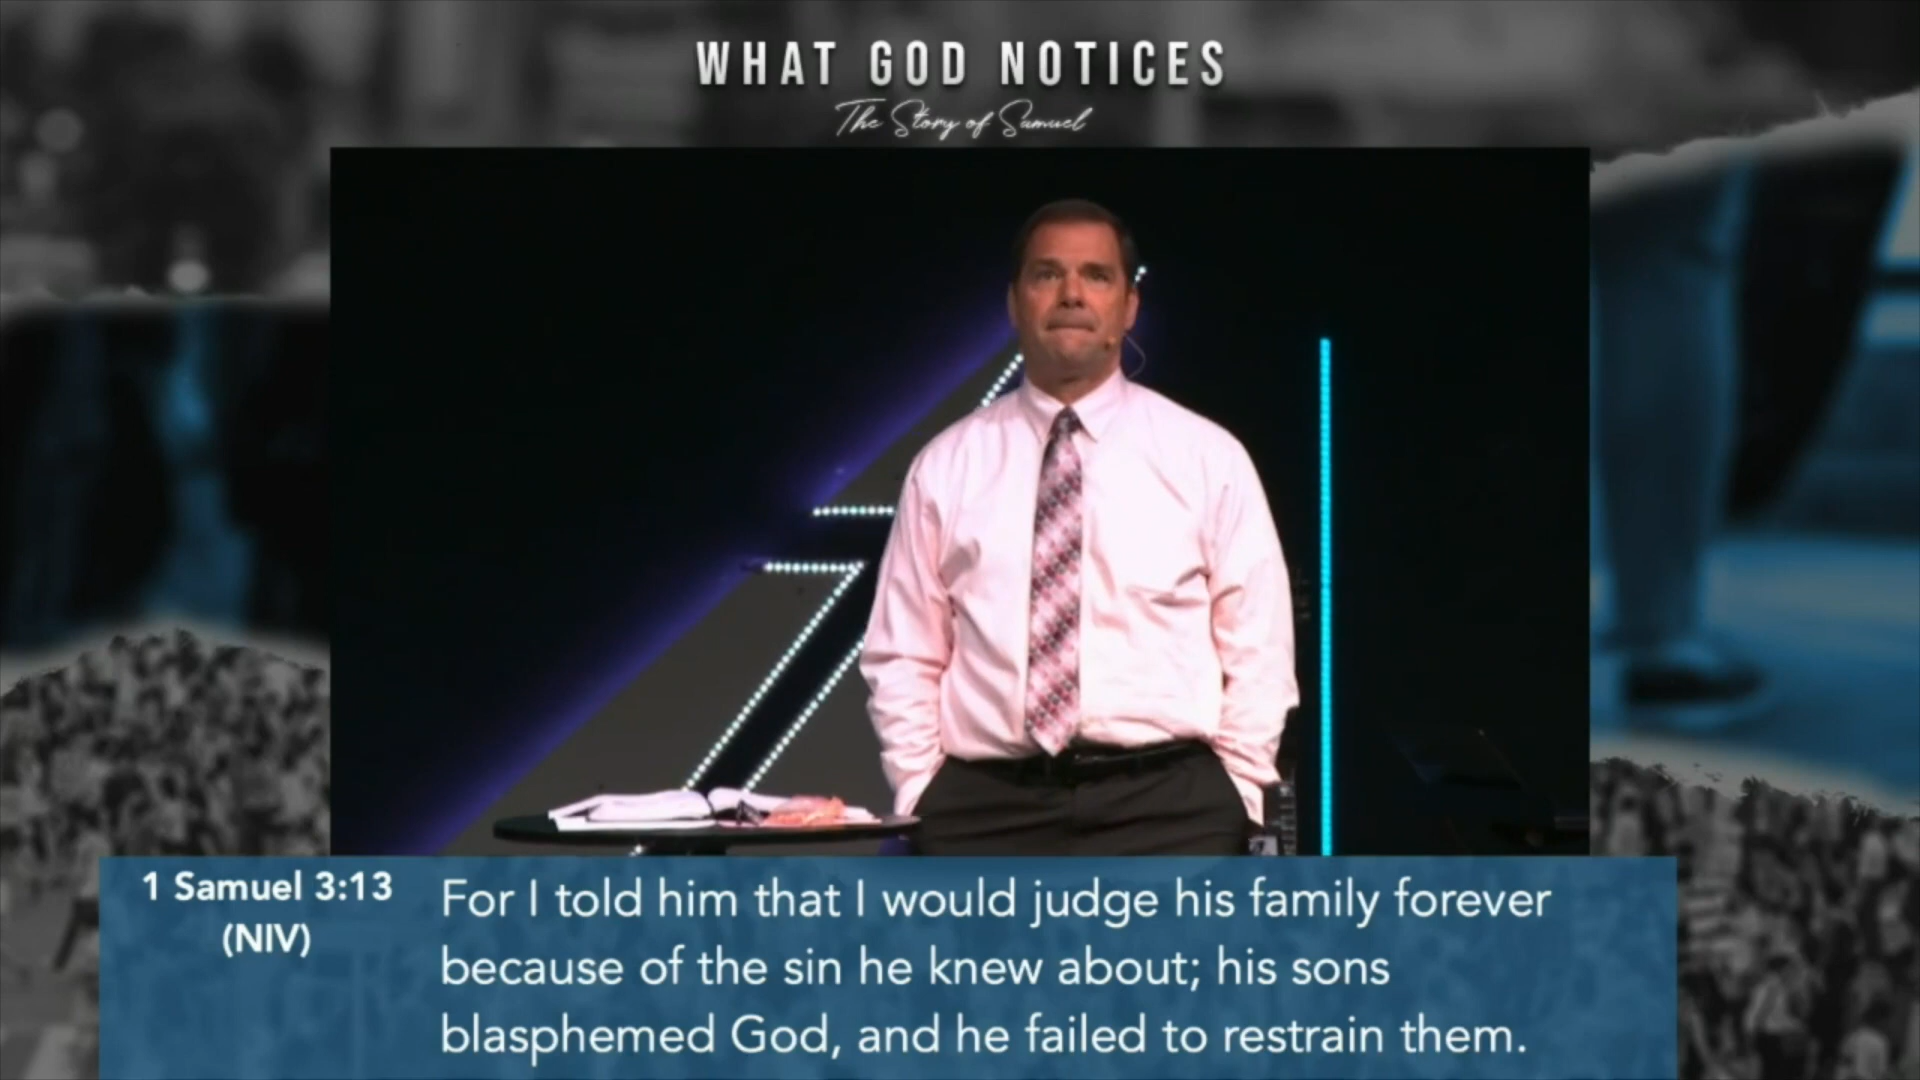 WHAT GOD NOTICES
The Story of Samuel
1 Samuel 3:13
(NIV)
For I told him that I would judge his family forever
because of the sin he knew about; his sons
blasphemed God, and he failed to restrain them.